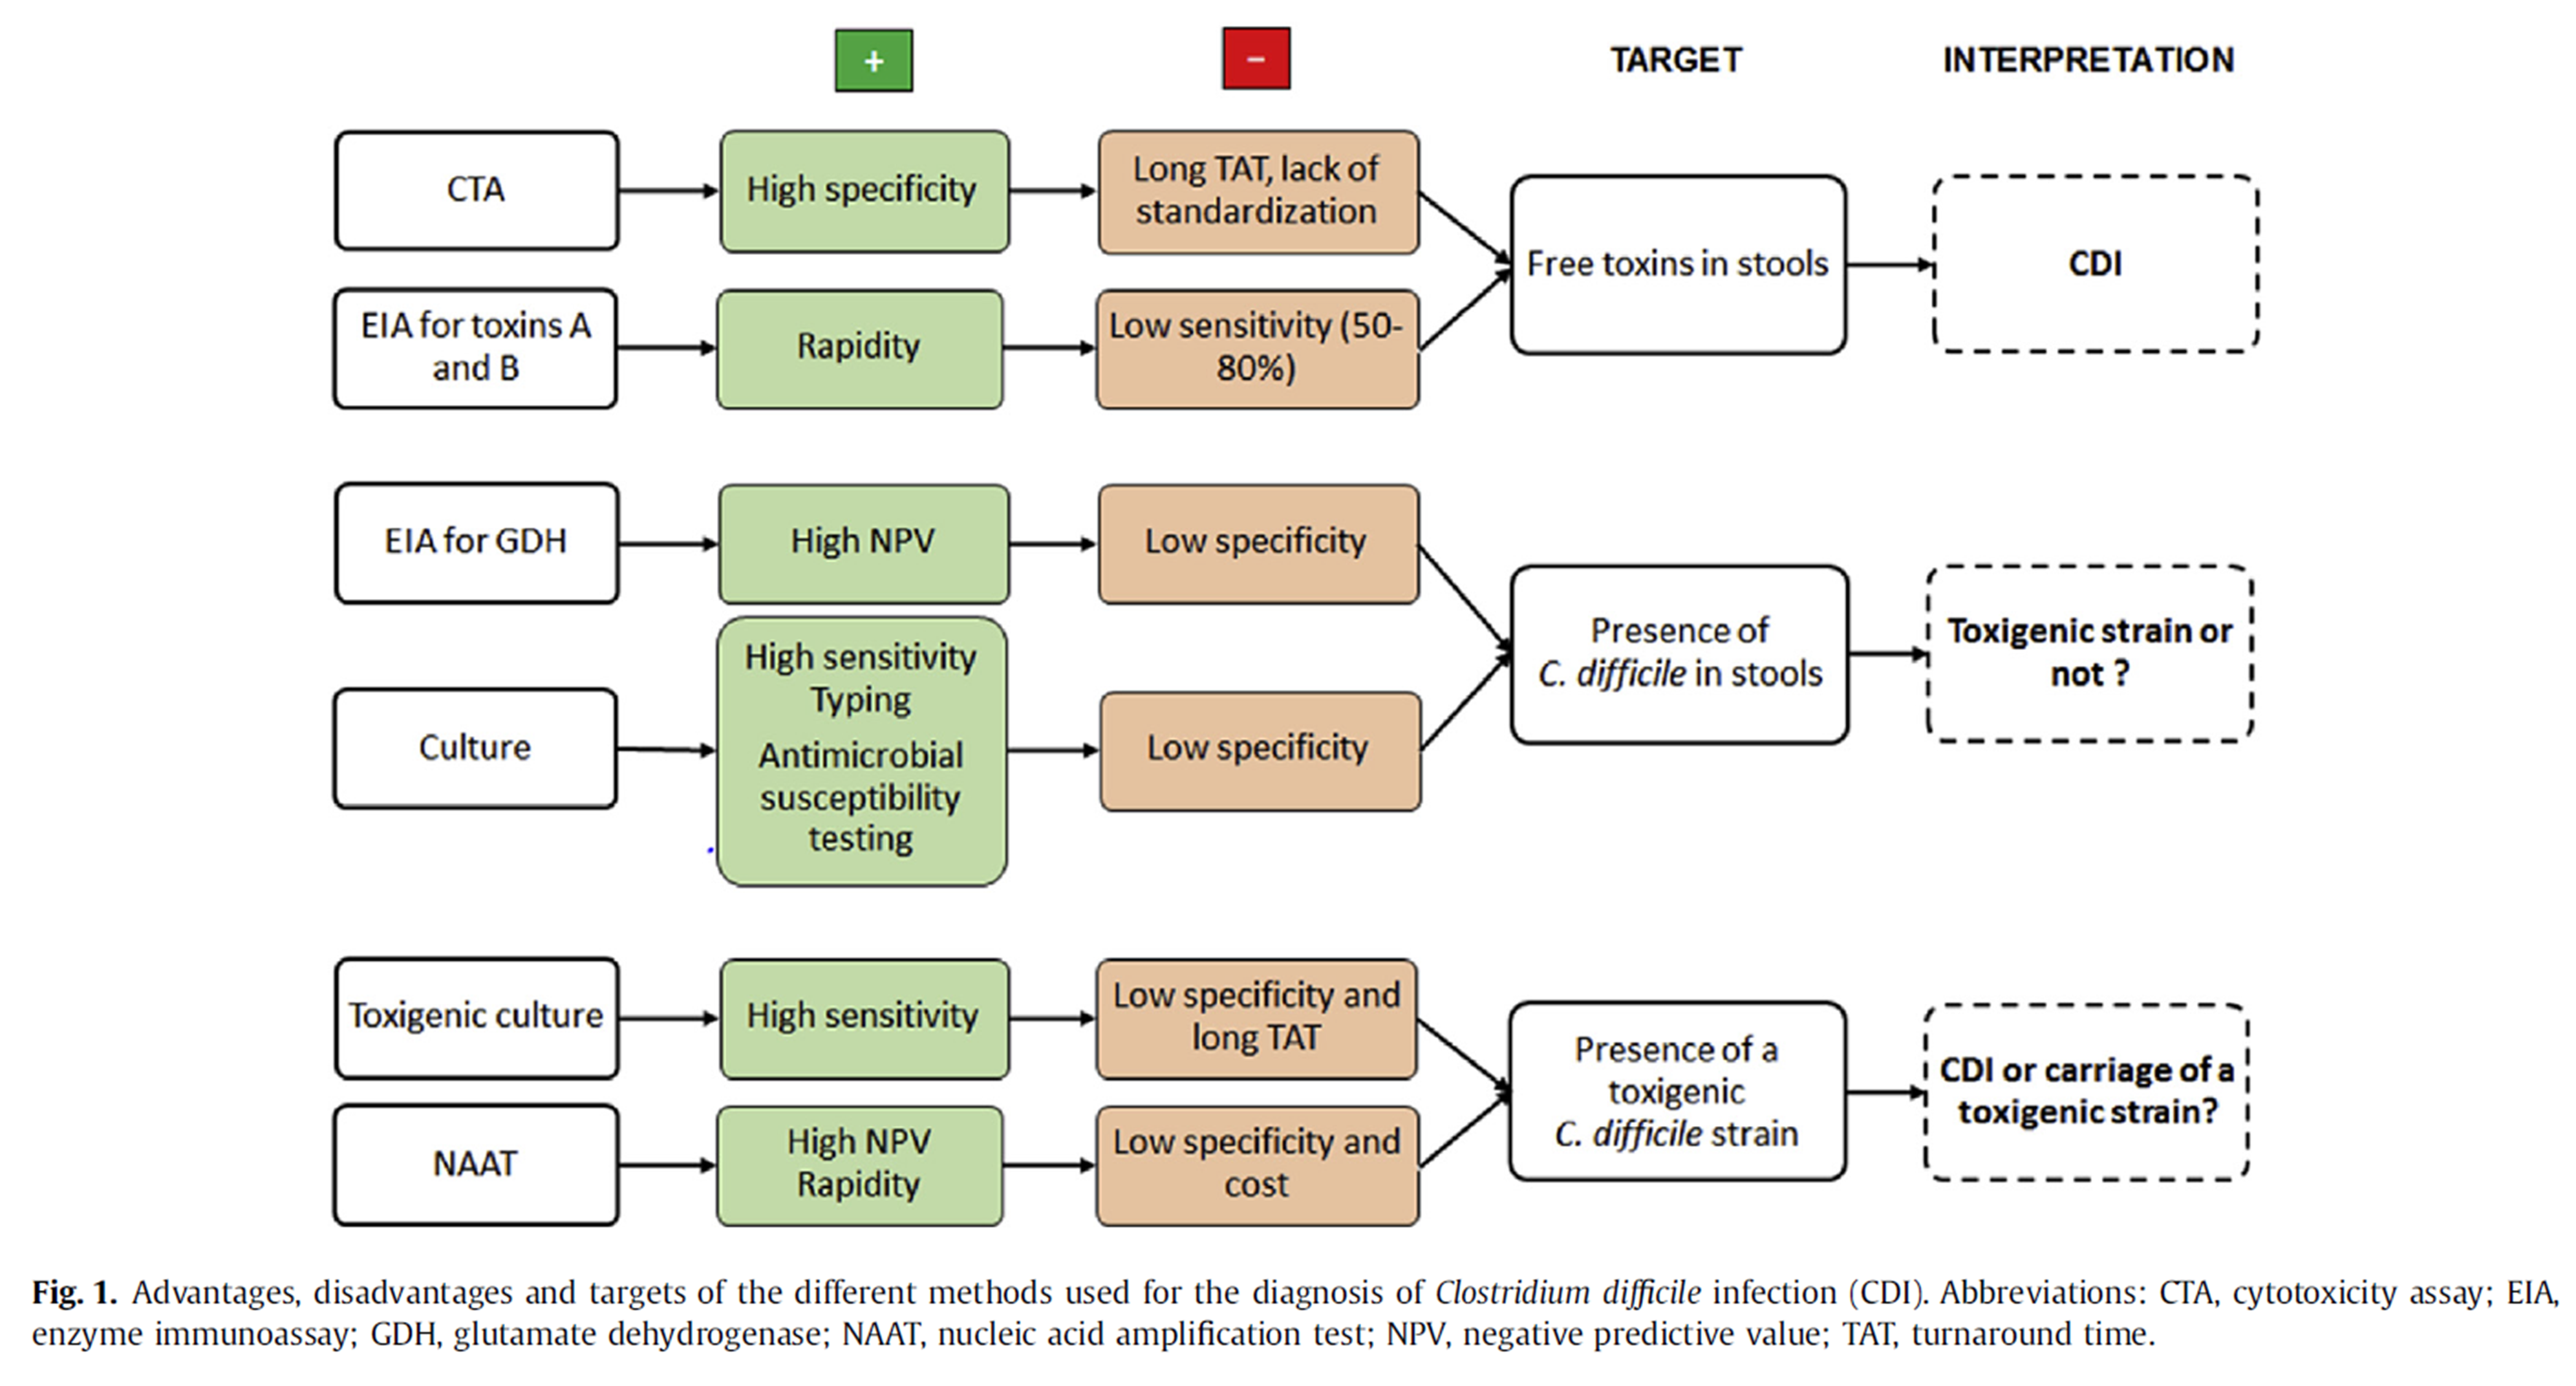 +
−
TARGET
INTERPRETATION
CTA
High specificity
Long TAT, lack of
standardization
Free toxins in stools
CDI
EIA for toxins A
and B
Rapidity
Low sensitivity (50-
80%)
EIA for GDH
High NPV
Low specificity
Presence of
C. difficile in stools
Toxigenic strain or
not ?
Culture
High sensitivity
Typing
Antimicrobial
susceptibility
testing
Low specificity
Toxigenic culture
High sensitivity
Low specificity and
long TAT
Presence of a
toxigenic
C. difficile strain
CDI or carriage of a
toxigenic strain?
NAAT
High NPV
Rapidity
Low specificity and
cost
Fig. 1. Advantages, disadvantages and targets of the different methods used for the diagnosis of Clostridium difficile infection (CDI). Abbreviations: CTA, cytotoxicity assay; EIA,
enzyme immunoassay; GDH, glutamate dehydrogenase; NAAT, nucleic acid amplification test; NPV, negative predictive value; TAT, turnaround time.